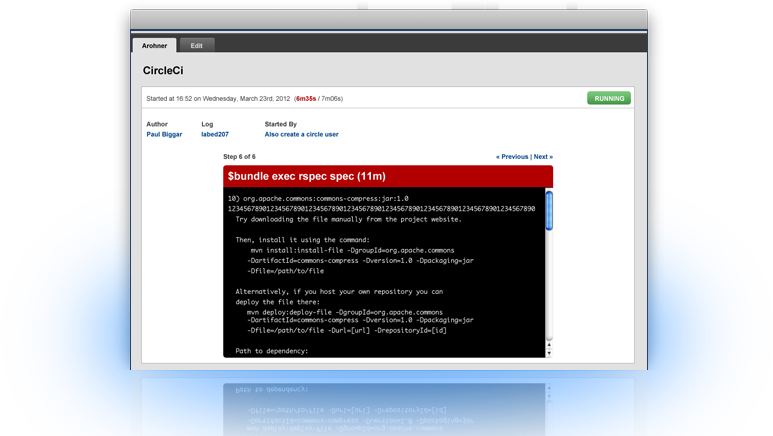 Arohner Edit
CircleCi
Started at 16:52 on Wednesday, March 23rd, 2012 (6m35s / 7m06s)
RUNNING
Author Log Started By
Paul Biggar labed207 Also create a circle user
Step 6 of 6 « Previous | Next »
$bundle exec rspec spec (11m)
10) org.apache.commons:commons-compress:jar:1.0
12345678901234567890123456789012345678901234567890123456789012345678901234567890
Try downloading the file manually from the project website.
Then, install it using the command:
mvn install:install-file -DgroupId=org.apache.commons
-DartifactId=commons-compress -Dversion=1.0 -Dpackaging=jar
-Dfile=/path/to/file
Alternatively, if you host your own repository you can
deploy the file there:
mvn deploy:deploy-file -DgroupId=org.apache.commons
-DartifactId=commons-compress -Dversion=1.0 -Dpackaging=jar
-Dfile=/path/to/file -Durl=[url] -DrepositoryId=[id]
Path to dependency: